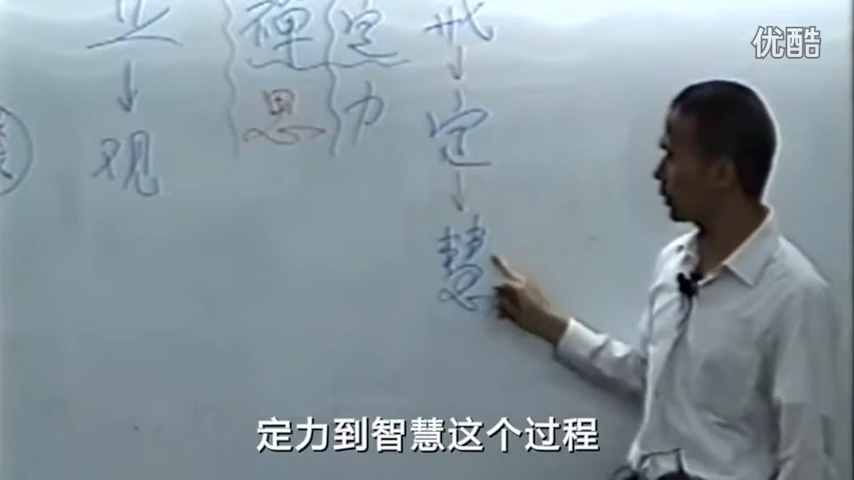 优酷
止
↓
观
禅定
思力
戒
↓
定
↓
慧
定力到智慧这个过程